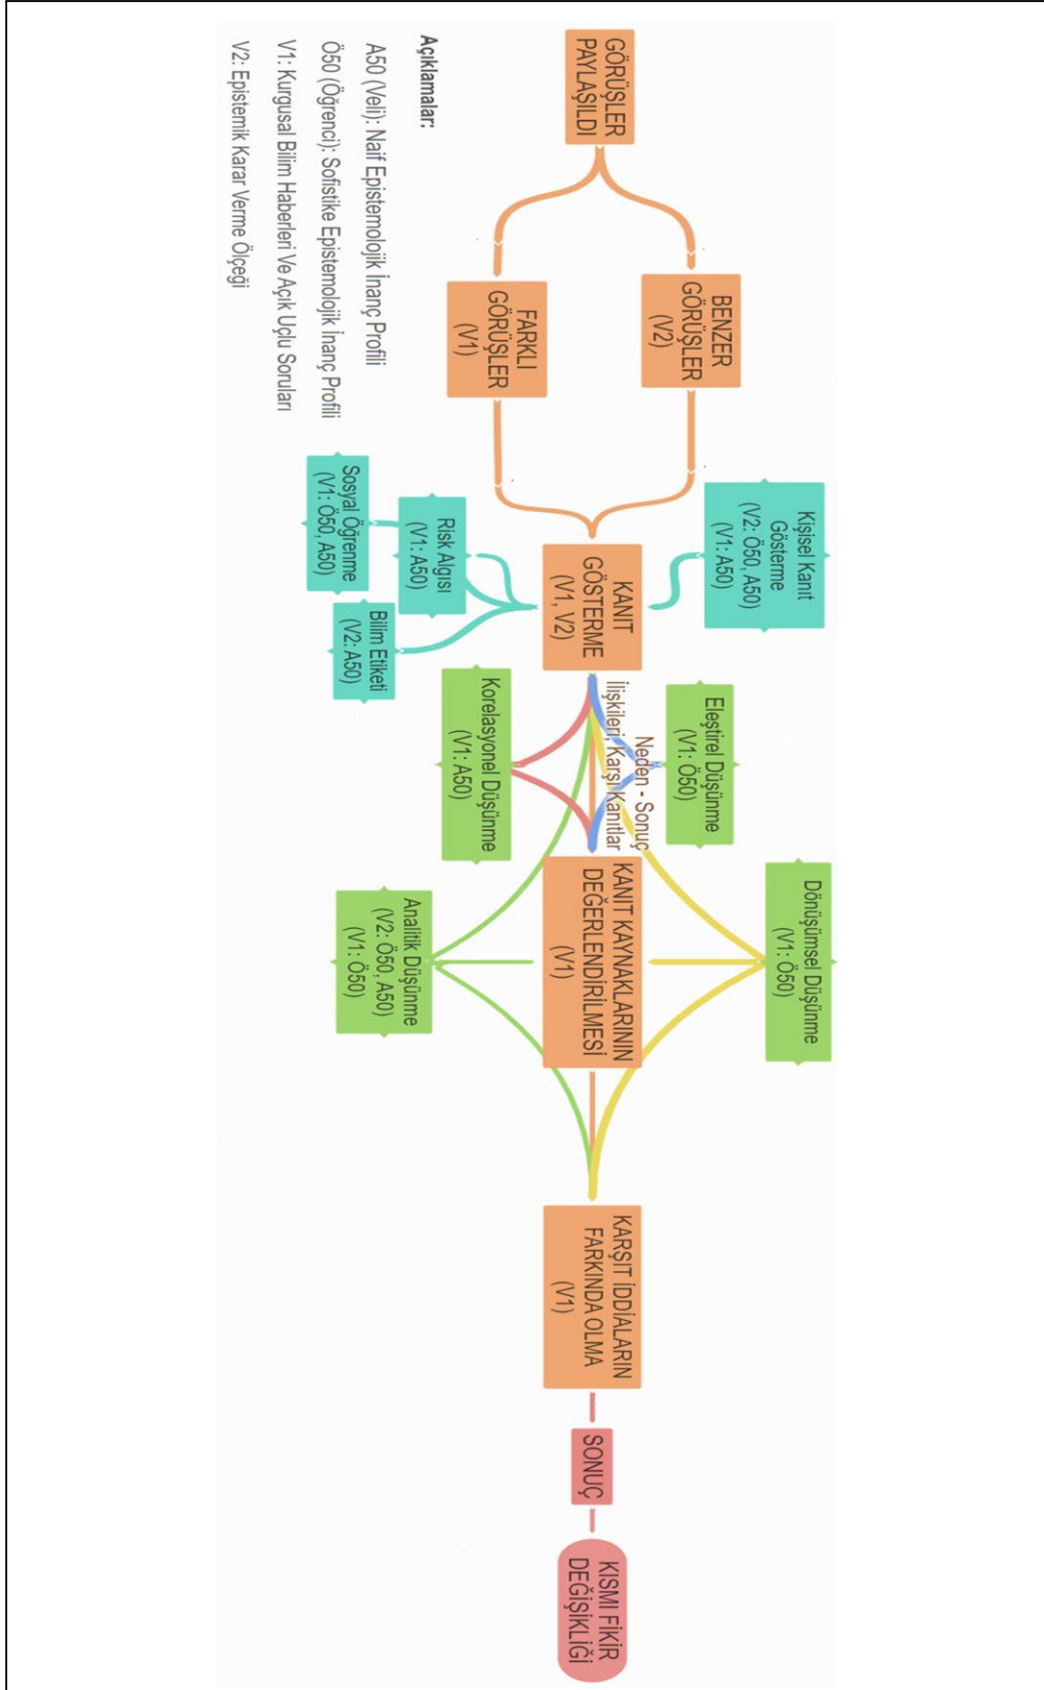 GÖRÜŞLER
PAYLAŞILDI
BENZER
GÖRÜŞLER
(V2)
FARKLI
GÖRÜŞLER
(V1)
Kişisel Kanıt
Gösterme
(V2: Ö50, A50)
(V1: A50)
KANIT
GÖSTERME
(V1, V2)
Risk Algısı
(V1: A50)
Sosyal Öğrenme
(V1: Ö50, A50)
Bilim Etiketi
(V2: A50)
Eleştirel Düşünme
(V1: Ö50)
Neden - Sonuç
İlişkileri, Karşı Kanıtlar
Korelasyonel Düşünme
(V1: A50)
Dönüşümsel Düşünme
(V1: Ö50)
KANIT KAYNAKLARININ
DEĞERLENDİRİLMESİ
(V1)
Analitik Düşünme
(V2: Ö50, A50)
(V1: Ö50)
KARŞIT İDDİALARIN
FARKINDA OLMA
(V1)
SONUÇ
KISMI FİKİR
DEĞİŞİKLİĞİ
Açıklamalar:
A50 (Veli): Naif Epistemolojik İnanç Profili
Ö50 (Öğrenci): Sofistike Epistemolojik İnanç Profili
V1: Kurgusal Bilim Haberleri Ve Açık Uçlu Soruları
V2: Epistemik Karar Verme Ölçeği